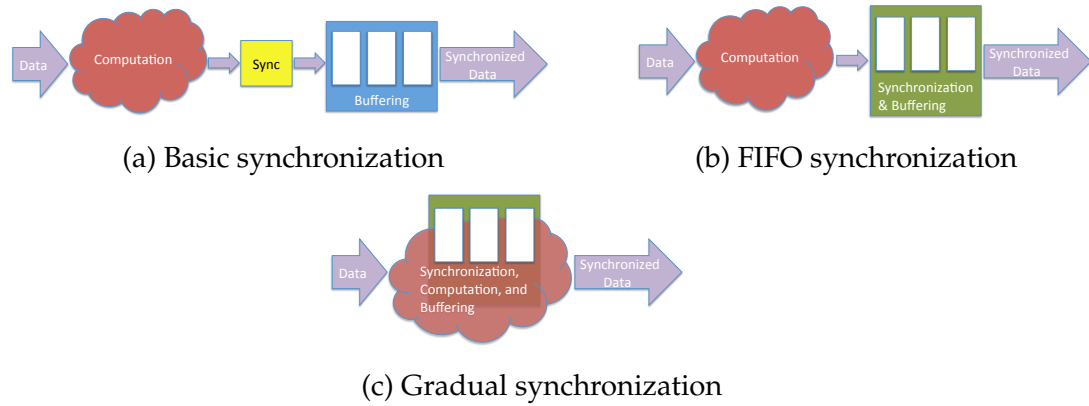 Data
Computation
Sync
Buffering
Synchronized
Data
(a) Basic synchronization
Data
Computation
Synchronization
& Buffering
Synchronized
Data
(b) FIFO synchronization
Data
Synchronization,
Computation, and
Buffering
Synchronized
Data
(c) Gradual synchronization